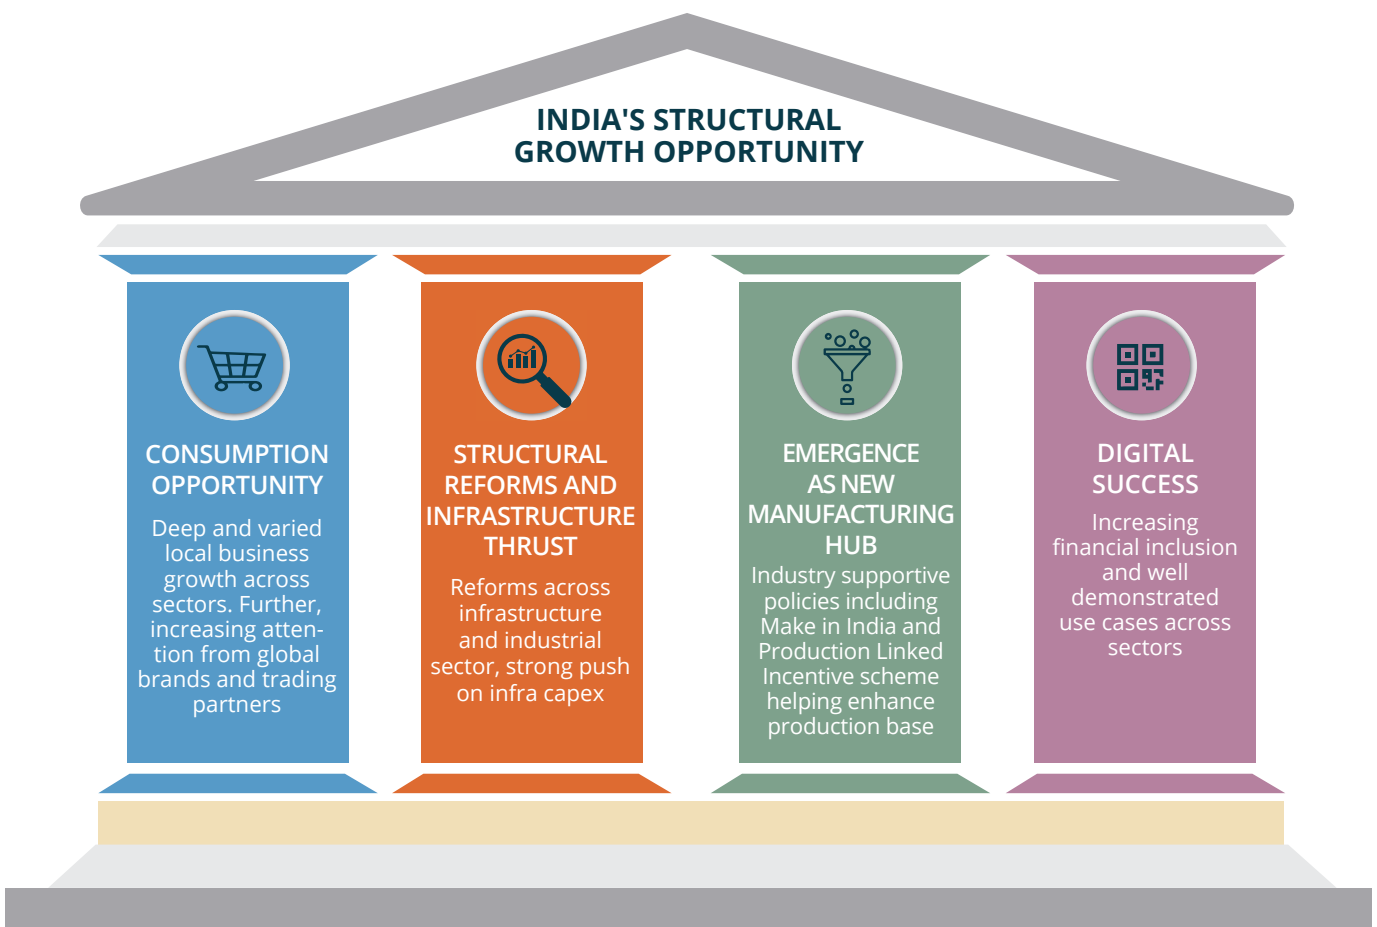 INDIA'S STRUCTURAL
GROWTH OPPORTUNITY
CONSUMPTION
OPPORTUNITY
Deep and varied
local business
growth across
sectors. Further,
increasing atten-
tion from global
brands and trading
partners
STRUCTURAL
REFORMS AND
INFRASTRUCTURE
THRUST
Reforms across
infrastructure
and industrial
sector, strong push
on infra capex
EMERGENCE
AS NEW
MANUFACTURING
HUB
Industry supportive
policies including
Make in India and
Production Linked
Incentive scheme
helping enhance
production base
DIGITAL
SUCCESS
Increasing
financial inclusion
and well
demonstrated
use cases across
sectors